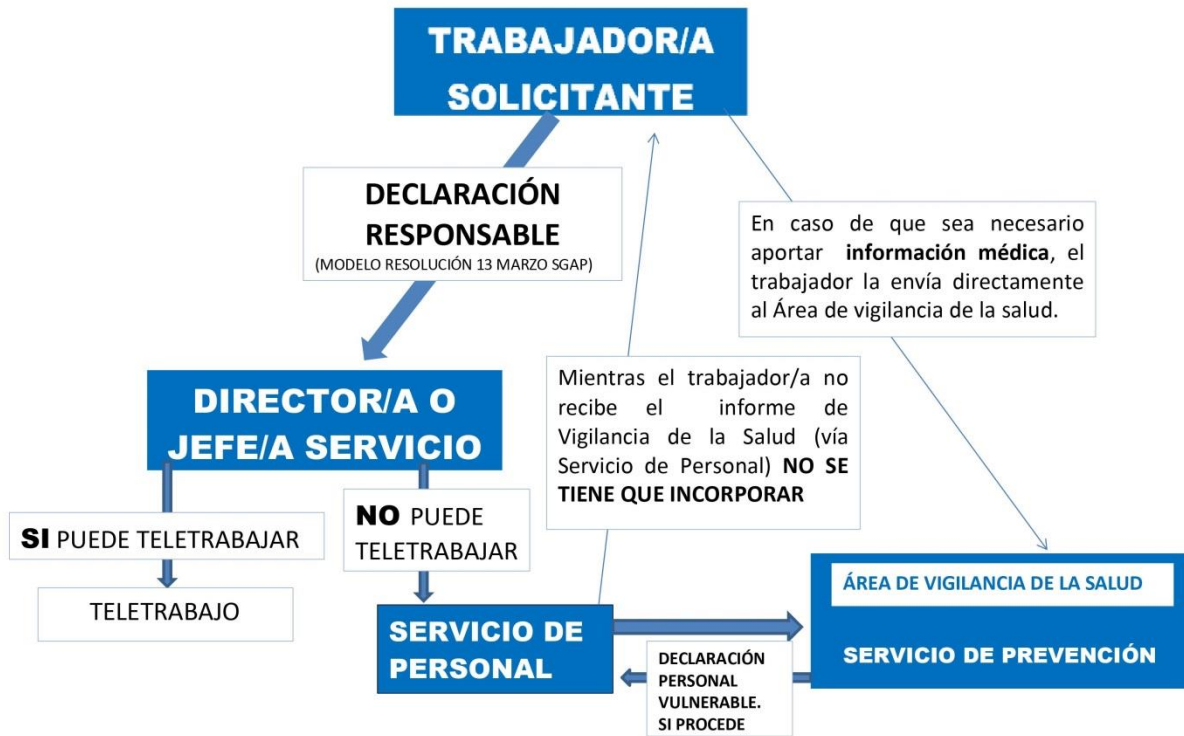 TRABAJADOR/A
SOLICITANTE
DECLARACIÓN
RESPONSABLE
(MODELO RESOLUCIÓN 13 MARZO SGAP)
En caso de que sea necesario
aportar información médica, el
trabajador la envía directamente
al Área de vigilancia de la salud.
DIRECTOR/A O
JEFE/A SERVICIO
Mientras el trabajador/a no
recibe el informe de
Vigilancia de la Salud (vía
Servicio de Personal) NO SE
TIENE QUE INCORPORAR
SI PUEDE TELETRABAJAR
NO PUEDE
TELETRABAJAR
TELETRABAJO
SERVICIO DE
PERSONAL
ÁREA DE VIGILANCIA DE LA SALUD
SERVICIO DE PREVENCIÓN
DECLARACIÓN
PERSONAL
VULNERABLE.
SI PROCEDE